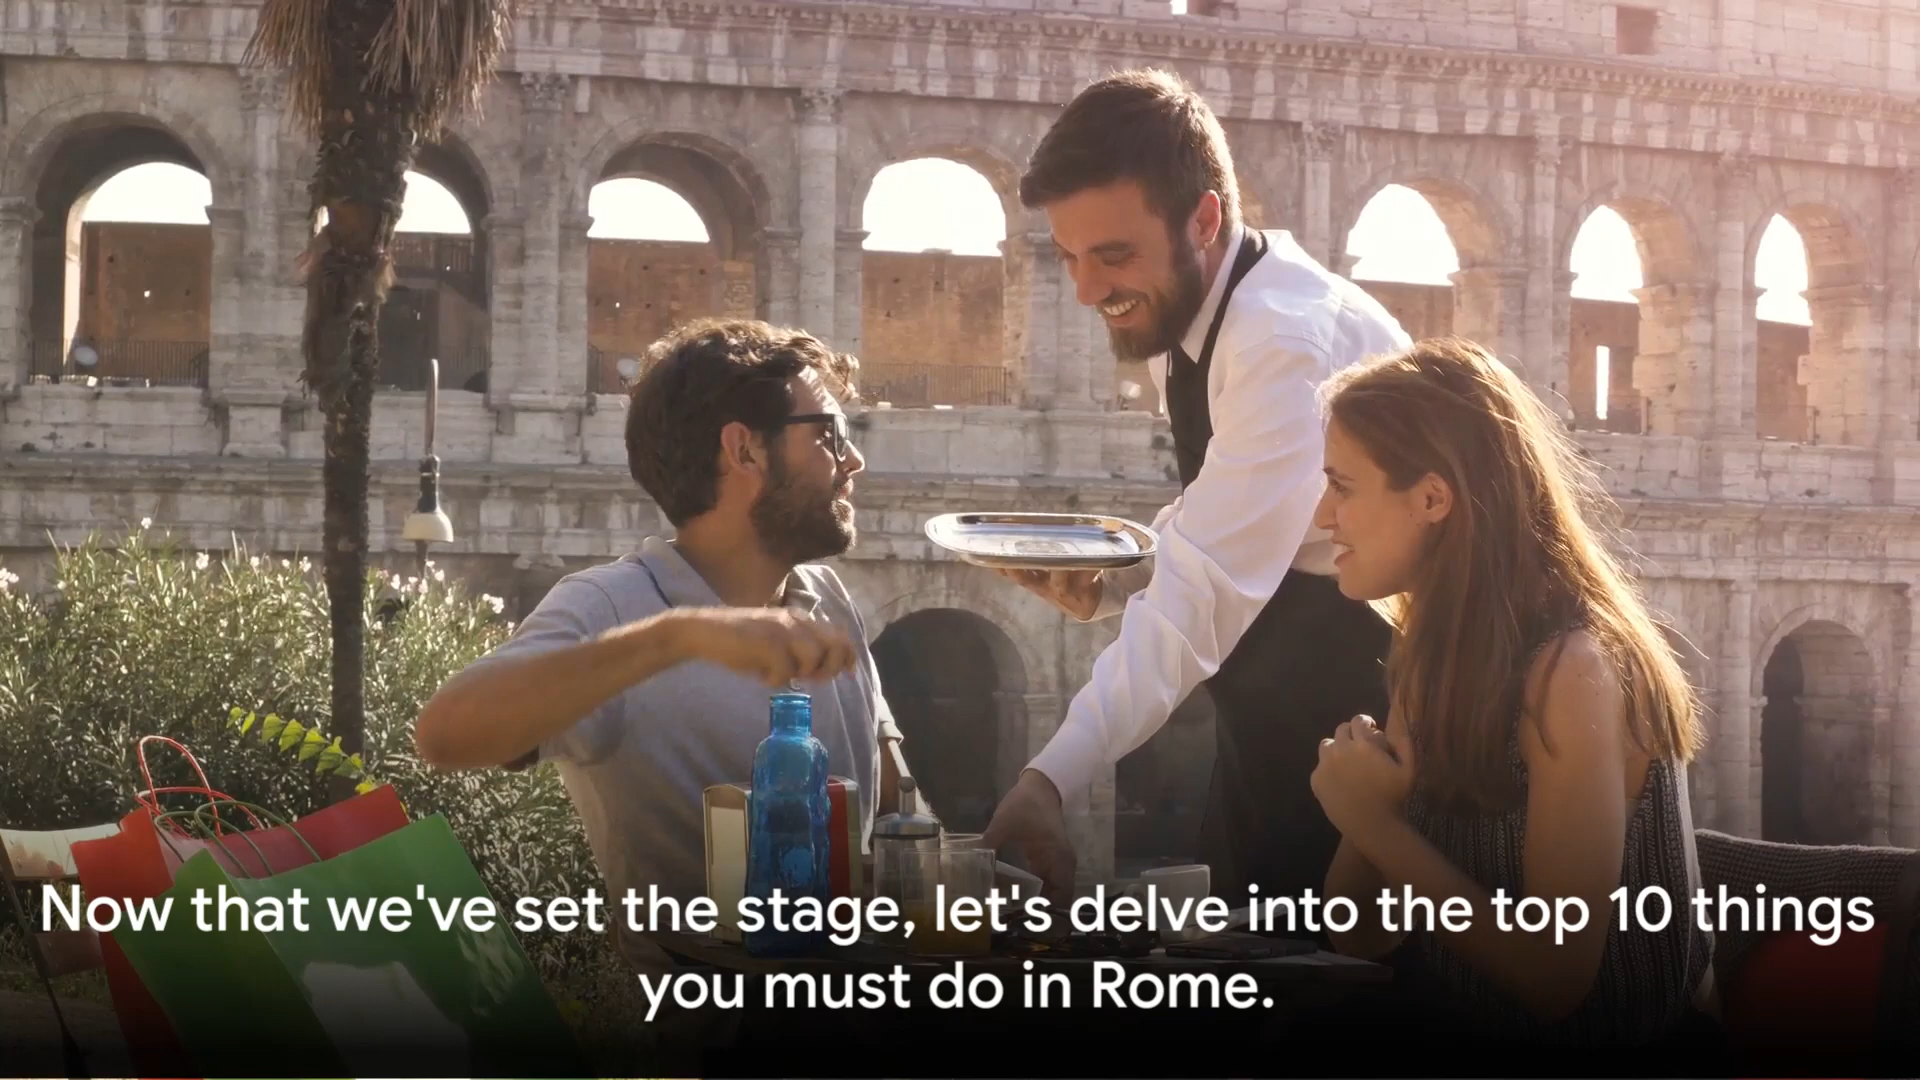 Now that we've set the stage, let's delve into the top 10 things
you must do in Rome.